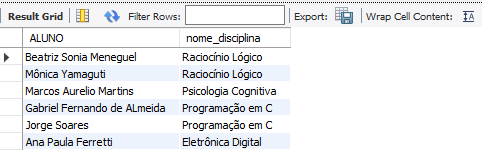 Result Grid Filter Rows: Export: Wrap Cell Content: IA
ALUNO nome_disciplina
Beatriz Sonia Meneguel Raciocínio Lógico
Mônica Yamaguti Raciocínio Lógico
Marcos Aurelio Martins Psicologia Cognitiva
Gabriel Fernando de ALmeida Programação em C
Jorge Soares Programação em C
Ana Paula Ferretti Eletrônica Digital